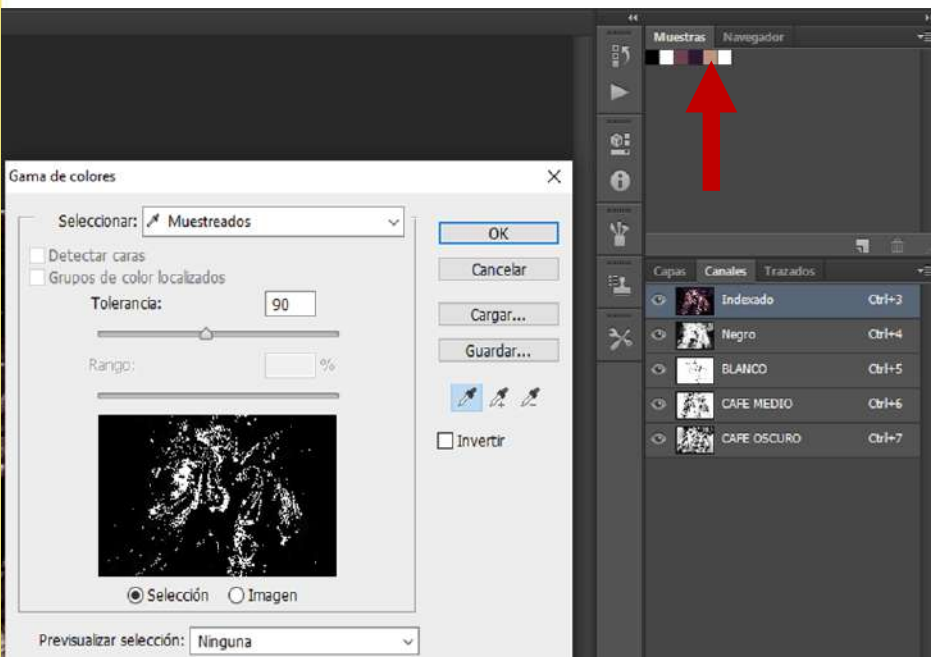 Muestras Navegador
Gama de colores
Seleccionar: Muestreados
Detectar caras
Grupos de color localizados
Tolerancia: 90
Rango: %
Selección Imagen
Previsualizar selección: Ninguna
OK
Cancelar
Cargar...
Guardar...
Invertir
Capas Canales Trazados
Indexado Ctrl+3
Negro Ctrl+4
BLANCO Ctrl+5
CAFE MEDIO Ctrl+6
CAFE OSCURO Ctrl+7